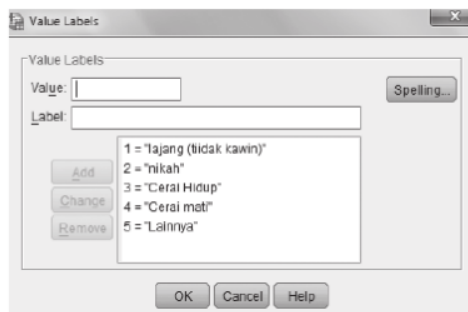 Value Labels
Value Labels
Value:
Spelling...
Label:
1 = "lajang (tiidak kawin)"
2 = "nikah"
3 = "Cerai Hidup"
4 = "Cerai mati"
5 = "Lainnya"
Add
Change
Remove
OK Cancel Help